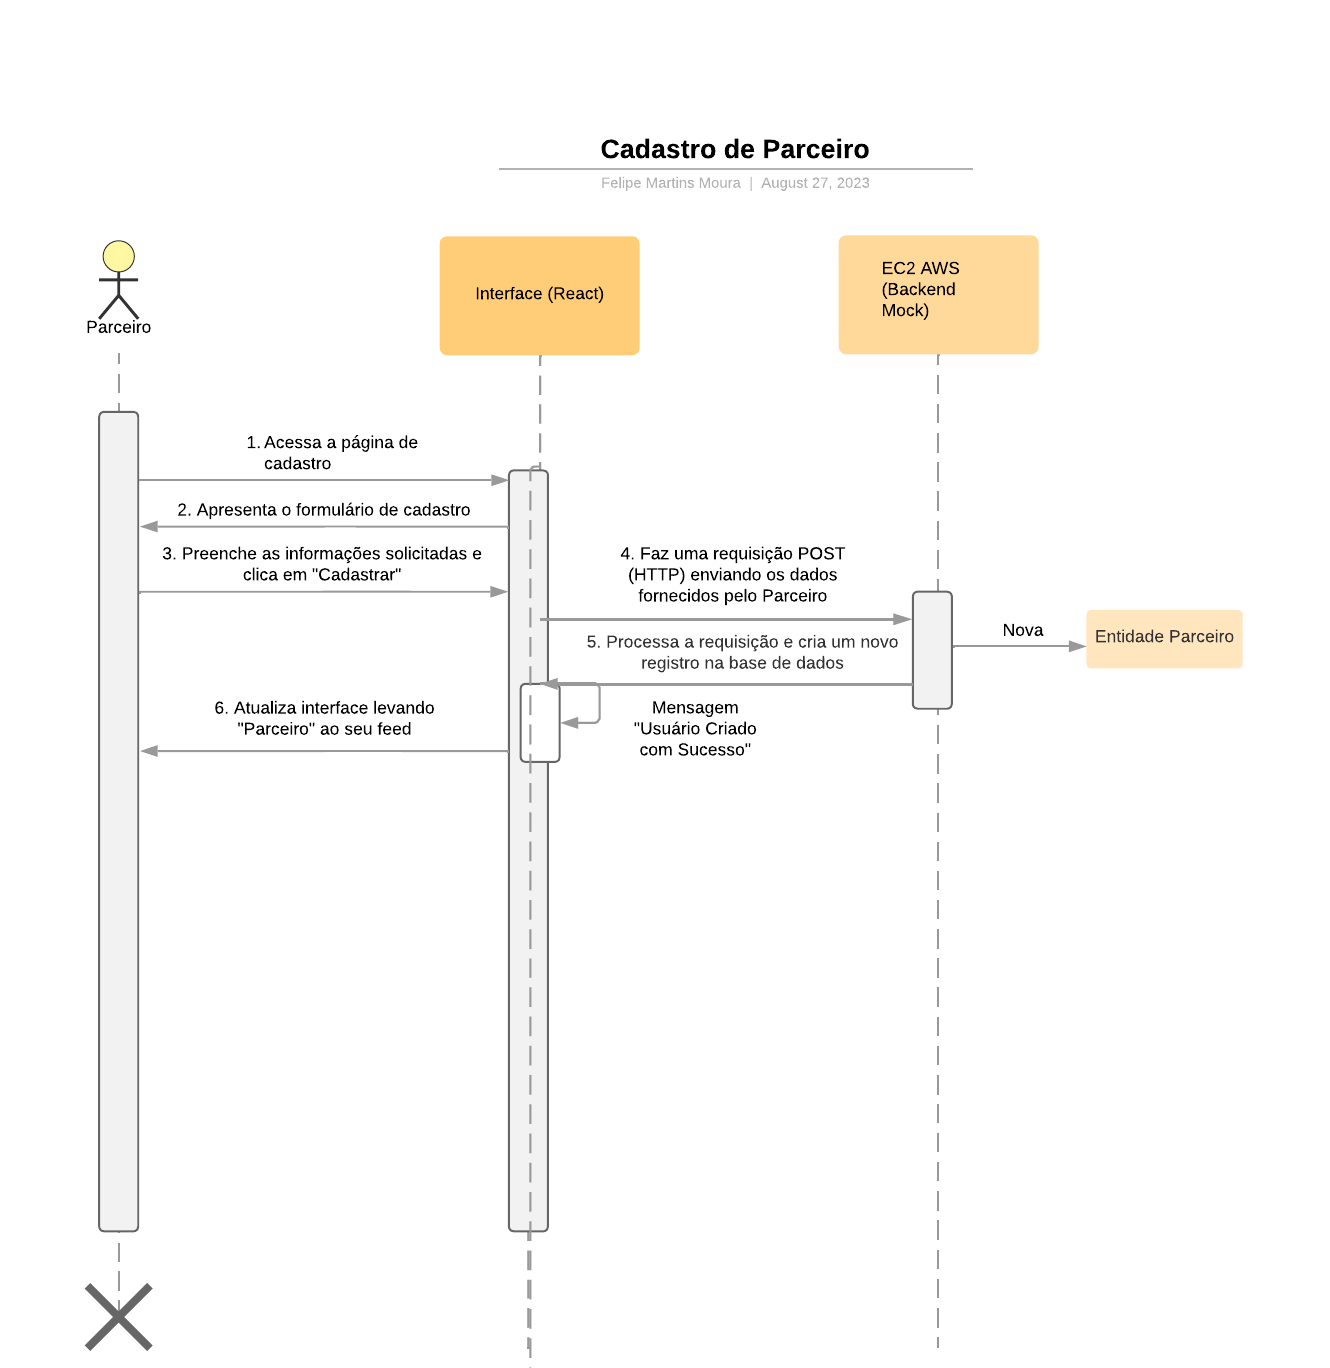 Cadastro de Parceiro
Felipe Martins Moura | August 27, 2023
Parceiro
Interface (React)
EC2 AWS
(Backend
Mock)
1. Acessa a página de
cadastro
2. Apresenta o formulário de cadastro
3. Preenche as informações solicitadas e
clica em "Cadastrar"
4. Faz uma requisição POST
(HTTP) enviando os dados
fornecidos pelo Parceiro
Nova
Entidade Parceiro
5. Processa a requisição e cria um novo
registro na base de dados
6. Atualiza interface levando
"Parceiro" ao seu feed
Mensagem
"Usuário Criado
com Sucesso"